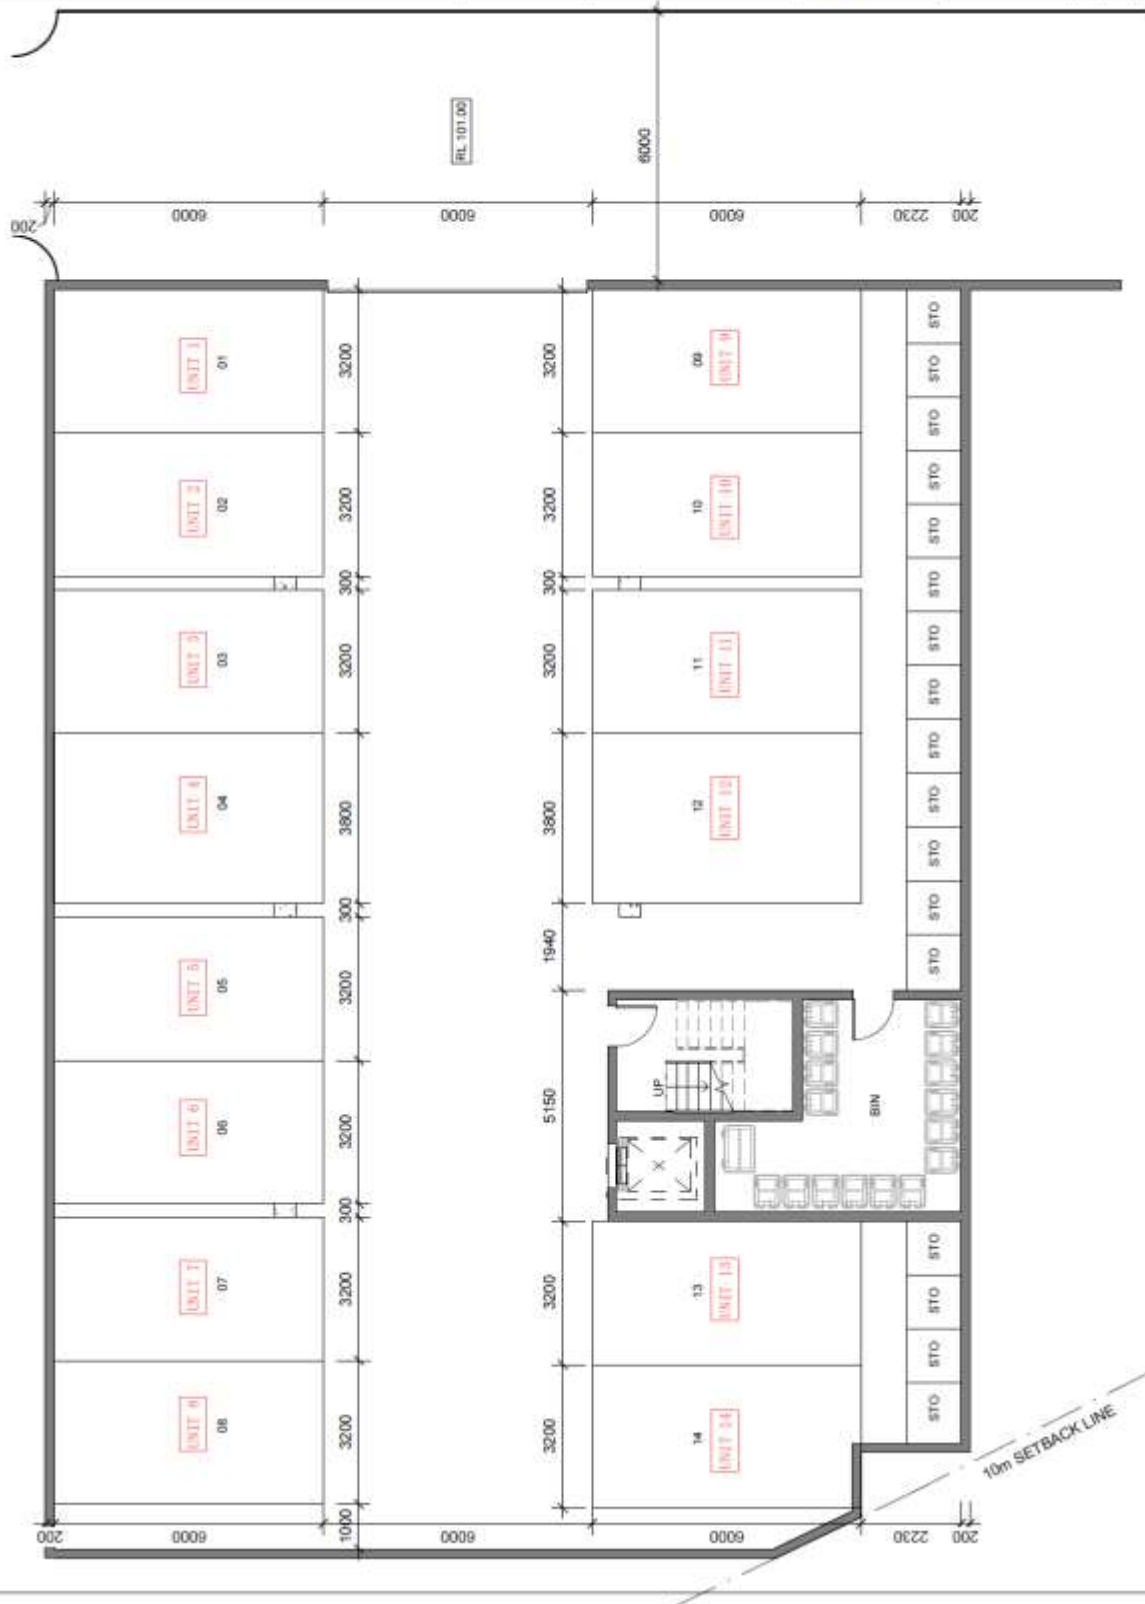 RL 101.00
6000
200
6000
6000
6000
2230
200
UNIT 1
01
3200
3200
09
UNIT 9
STO
STO
STO
UNIT 2
02
3200
3200
10
UNIT 10
STO
STO
300
300
STO
UNIT 3
03
3200
3200
11
UNIT 11
STO
STO
UNIT 4
04
3800
3800
12
UNIT 12
STO
STO
STO
300
1940
STO
UNIT 5
05
3200
STO
UP
5150
BIN
UNIT 6
06
3200
300
UNIT 7
07
3200
3200
13
UNIT 13
STO
STO
STO
UNIT 8
08
3200
3200
14
UNIT 14
STO
10m SETBACK LINE
200
6000
1000
6000
6000
2230
200